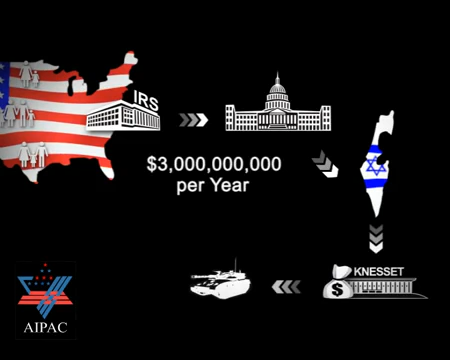 IRS
$3,000,000,000
per Year
KNESSET
$
AIPAC